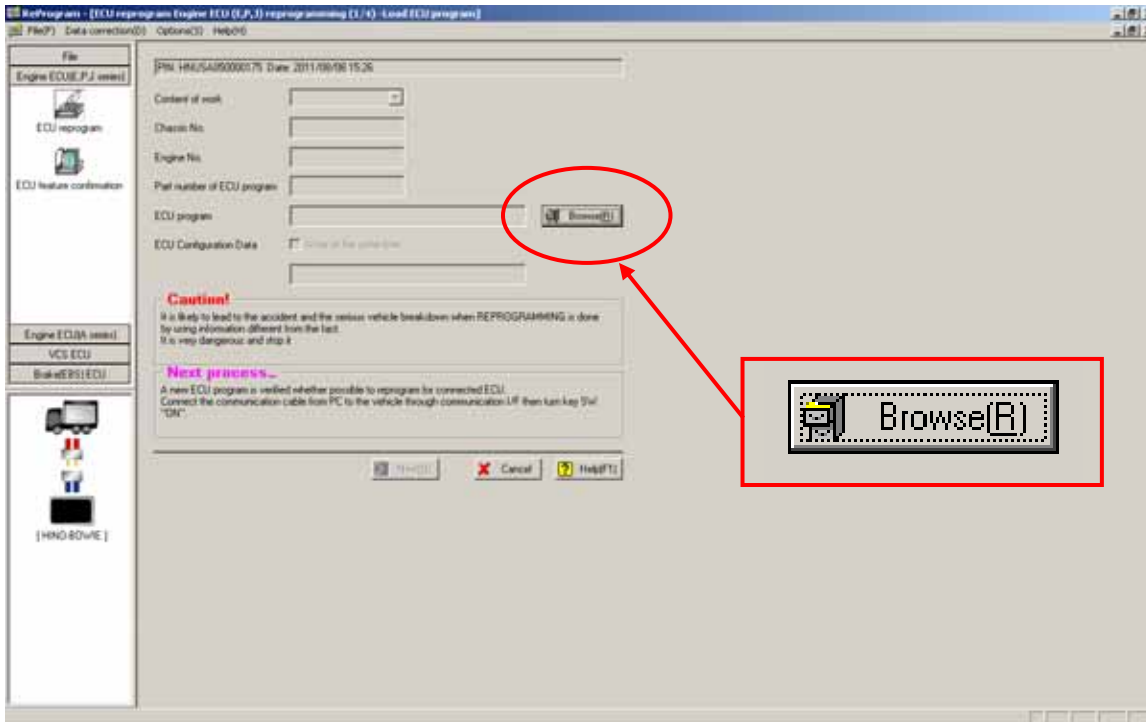 ReProgram - [ECU reprogram Engine ECU (E,P,J) reprogramming (1/4) -Load ECU program]
File(F) Data correction(D) Options(S) Help(H)
File
Engine ECU(E,P,J series)
ECU reprogram
ECU feature confirmation
Engine ECU(A series)
VCS ECU
Brake(EBS) ECU
[ HINO-BOWIE ]
Date: 2011/08/06 15:26
Content of work
Chassis No.
Engine No.
Part number of ECU program
ECU program
Browse(R)
ECU Configuration Data
Caution!
It is likely to lead to the accident and the serious vehicle breakdown when REPROGRAMMING is done
by using information different from the fact.
It is very dangerous and stop it
Next process...
A new ECU program is verified whether possible to reprogram for connected ECU.
Connect the communication cable from PC to the vehicle through communication I/F then turn key SW
"ON".
Cancel
Help(F1)
Browse(R)